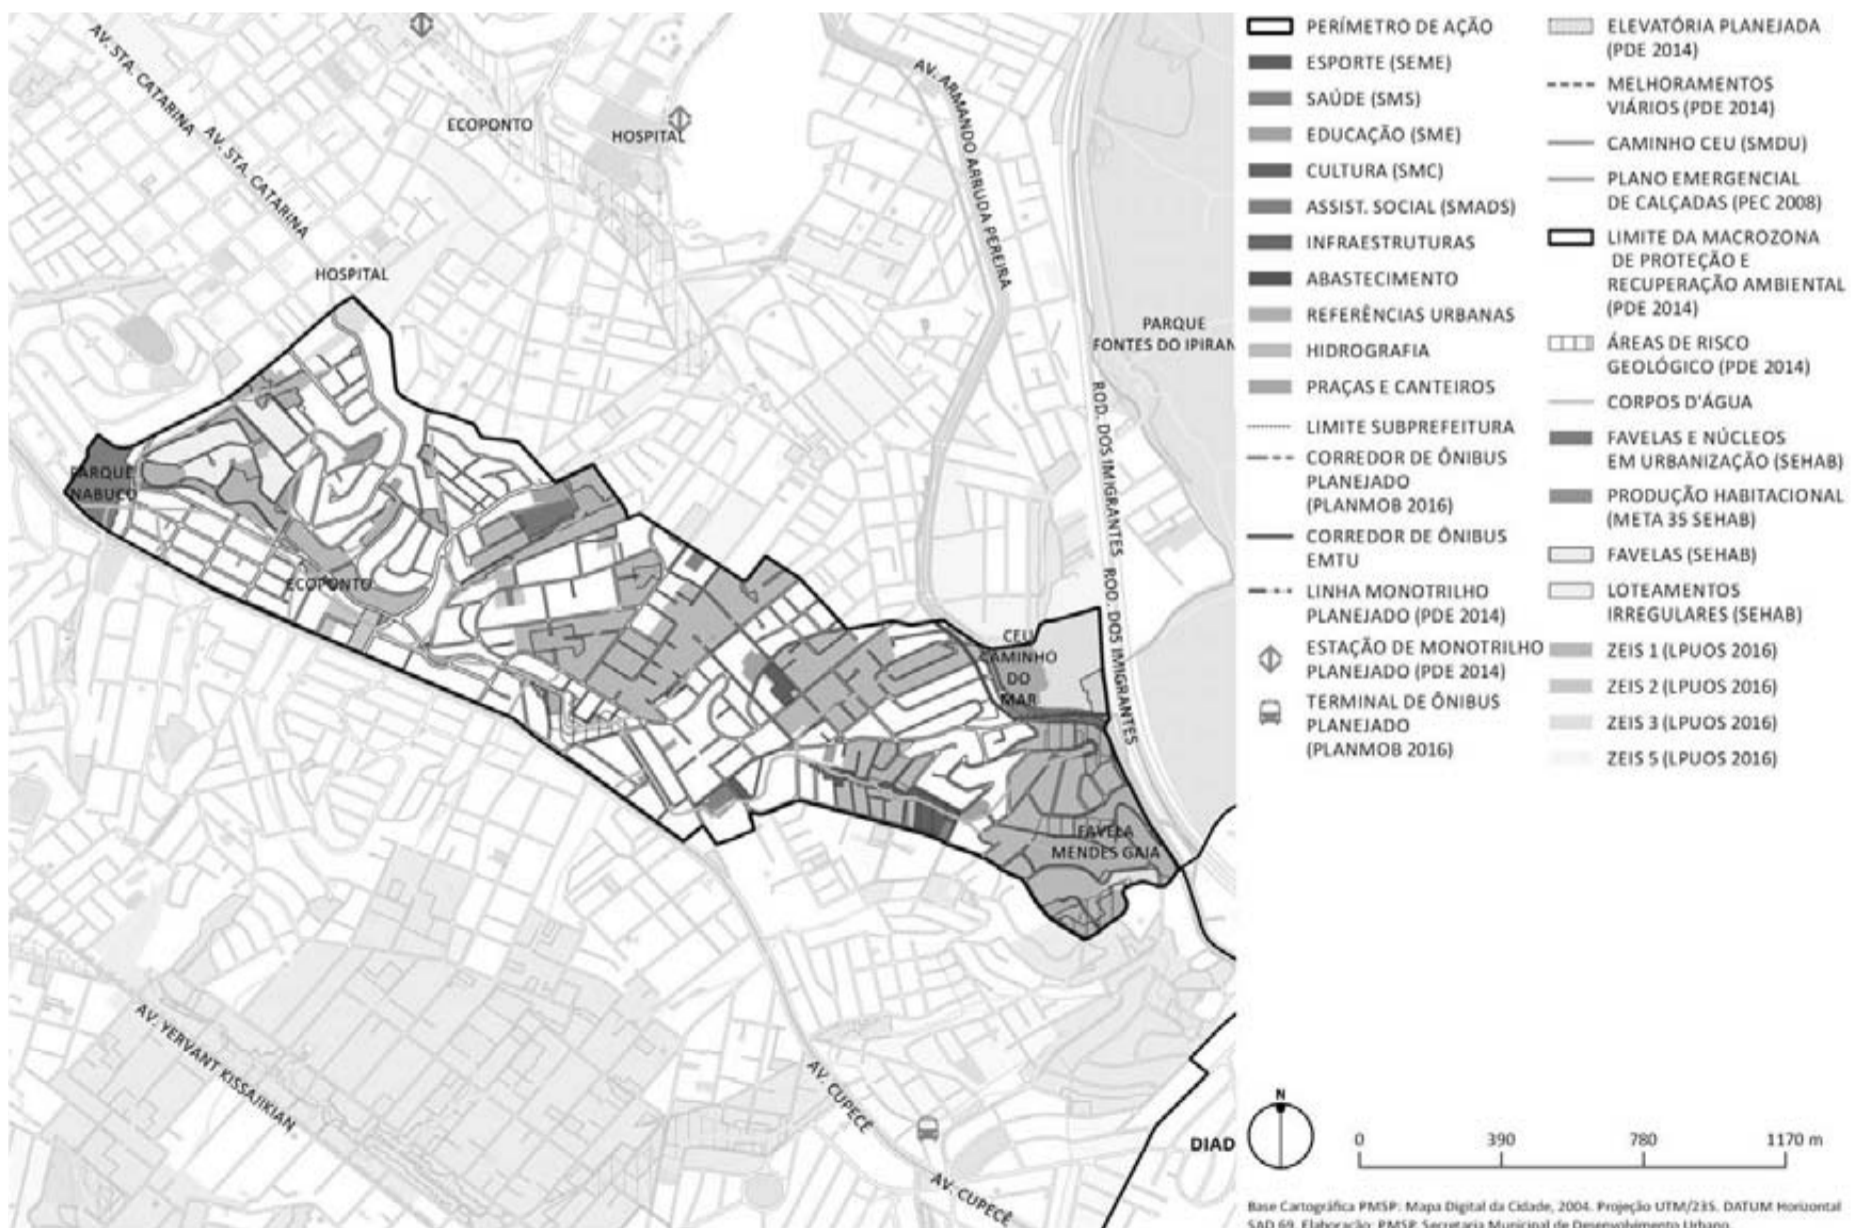 AV. STA. CATARINA
AV. STA. CATARINA
ECOPONTO
HOSPITAL
HOSPITAL
AV. ARMANDO ARRUDA PEREIRA
PARQUE
FONTES DO IPIRAN
ROD. DOS IMIGRANTES
ROD. DOS IMIGRANTES
PARQUE
NABUCO
ECOPONTO
CEU
CAMINHO
DO
MAR
FAVELA
MENDES GAIA
AV. YERVANT KISSAJIKIAN
AV. CUPECÊ
AV. CUPECÊ
DIAD
PERÍMETRO DE AÇÃO
ESPORTE (SEME)
SAÚDE (SMS)
EDUCAÇÃO (SME)
CULTURA (SMC)
ASSIST. SOCIAL (SMADS)
INFRAESTRUTURAS
ABASTECIMENTO
REFERÊNCIAS URBANAS
HIDROGRAFIA
PRAÇAS E CANTEIROS
LIMITE SUBPREFEITURA
CORREDOR DE ÔNIBUS
PLANEJADO
(PLANMOB 2016)
CORREDOR DE ÔNIBUS
EMTU
LINHA MONOTRILHO
PLANEJADO (PDE 2014)
ESTAÇÃO DE MONOTRILHO
PLANEJADO (PDE 2014)
TERMINAL DE ÔNIBUS
PLANEJADO
(PLANMOB 2016)
ELEVATÓRIA PLANEJADA
(PDE 2014)
MELHORAMENTOS
VIÁRIOS (PDE 2014)
CAMINHO CEU (SMDU)
PLANO EMERGENCIAL
DE CALÇADAS (PEC 2008)
LIMITE DA MACROZONA
DE PROTEÇÃO E
RECUPERAÇÃO AMBIENTAL
(PDE 2014)
ÁREAS DE RISCO
GEOLÓGICO (PDE 2014)
CORPOS D'ÁGUA
FAVELAS E NÚCLEOS
EM URBANIZAÇÃO (SEHAB)
PRODUÇÃO HABITACIONAL
(META 35 SEHAB)
FAVELAS (SEHAB)
LOTEAMENTOS
IRREGULARES (SEHAB)
ZEIS 1 (LPUOS 2016)
ZEIS 2 (LPUOS 2016)
ZEIS 3 (LPUOS 2016)
ZEIS 5 (LPUOS 2016)
N
0 390 780 1170 m
Base Cartográfica PMSP: Mapa Digital da Cidade, 2004. Projeção UTM/23S. DATUM Horizontal
SAD 69. Elaboração: PMSP. Secretaria Municipal de Desenvolvimento Urbano